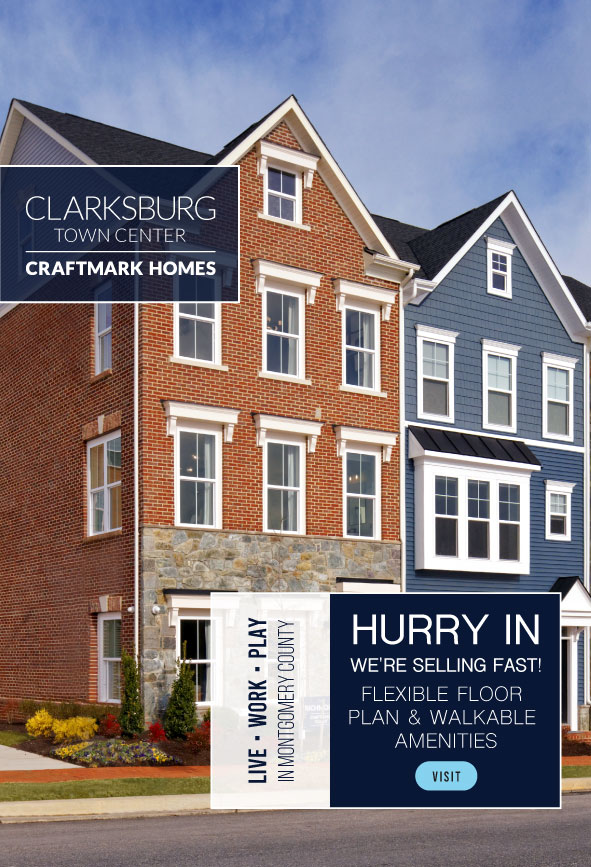 CLARKSBURG
TOWN CENTER
CRAFTMARK HOMES
LIVE • WORK • PLAY
IN MONTGOMERY COUNTY
HURRY IN
WE'RE SELLING FAST!
FLEXIBLE FLOOR
PLAN & WALKABLE
AMENITIES
VISIT